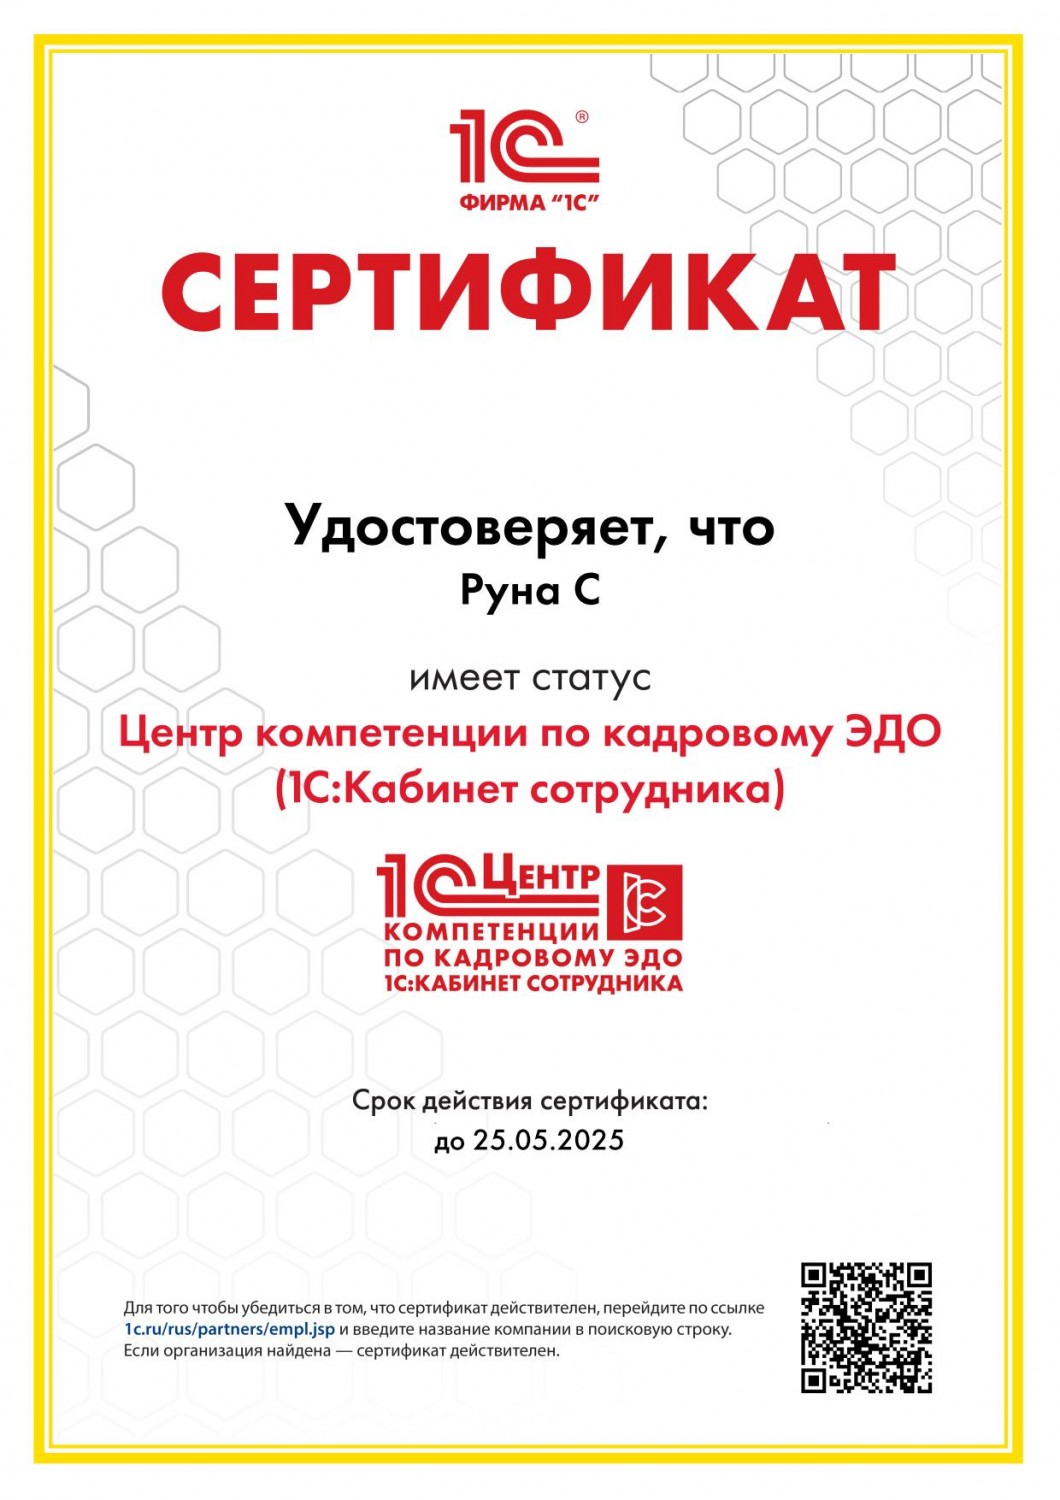 1С®
ФИРМА “1С”
СЕРТИФИКАТ
Удостоверяет, что
Руна С
имеет статус
Центр компетенции по кадровому ЭДО
(1С:Кабинет сотрудника)
1С ЦЕНТР
КОМПЕТЕНЦИИ
ПО КАДРОВОМУ ЭДО
1С:КАБИНЕТ СОТРУДНИКА
Срок действия сертификата:
до 25.05.2025
Для того чтобы убедиться в том, что сертификат действителен, перейдите по ссылке
1c.ru/rus/partners/empl.jsp и введите название компании в поисковую строку.
Если организация найдена — сертификат действителен.